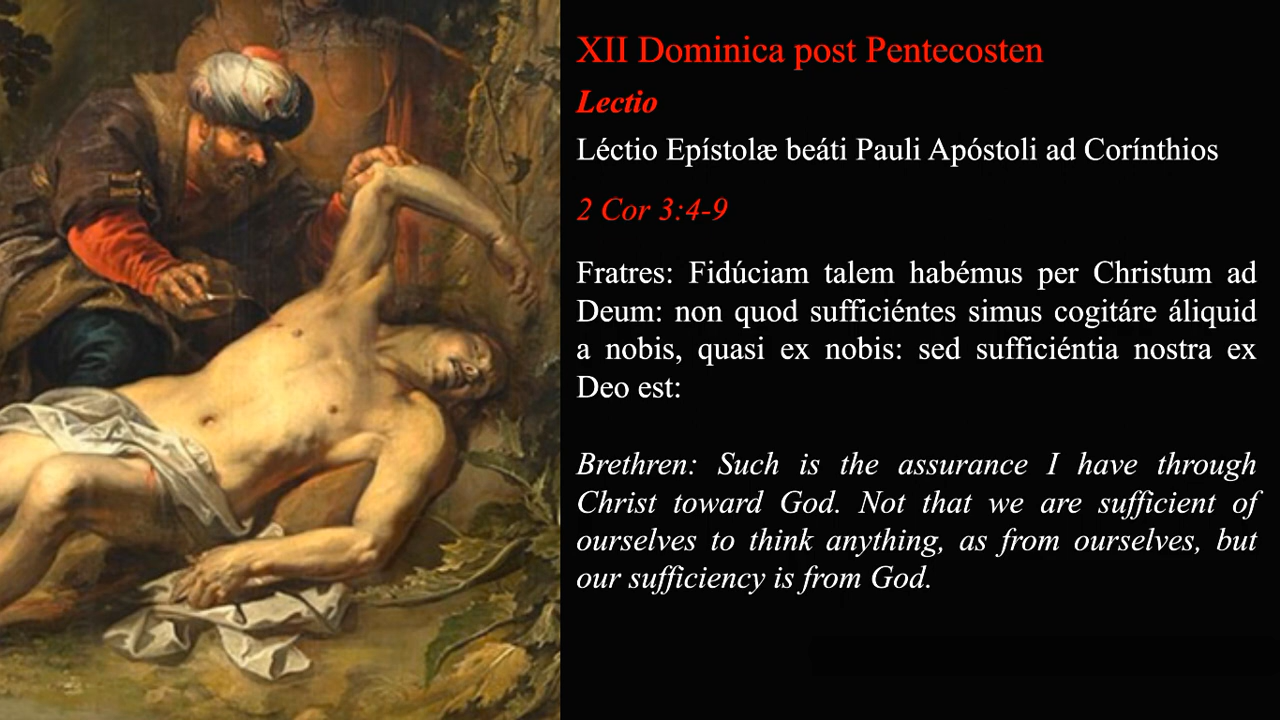 XII Dominica post Pentecosten
Lectio
Léctio Epístolæ beáti Pauli Apóstoli ad Corínthios
2 Cor 3:4-9
Fratres: Fidúciam talem habémus per Christum ad
Deum: non quod sufficiéntes simus cogitáre áliquid
a nobis, quasi ex nobis: sed sufficiéntia nostra ex
Deo est:
Brethren: Such is the assurance I have through
Christ toward God. Not that we are sufficient of
ourselves to think anything, as from ourselves, but
our sufficiency is from God.